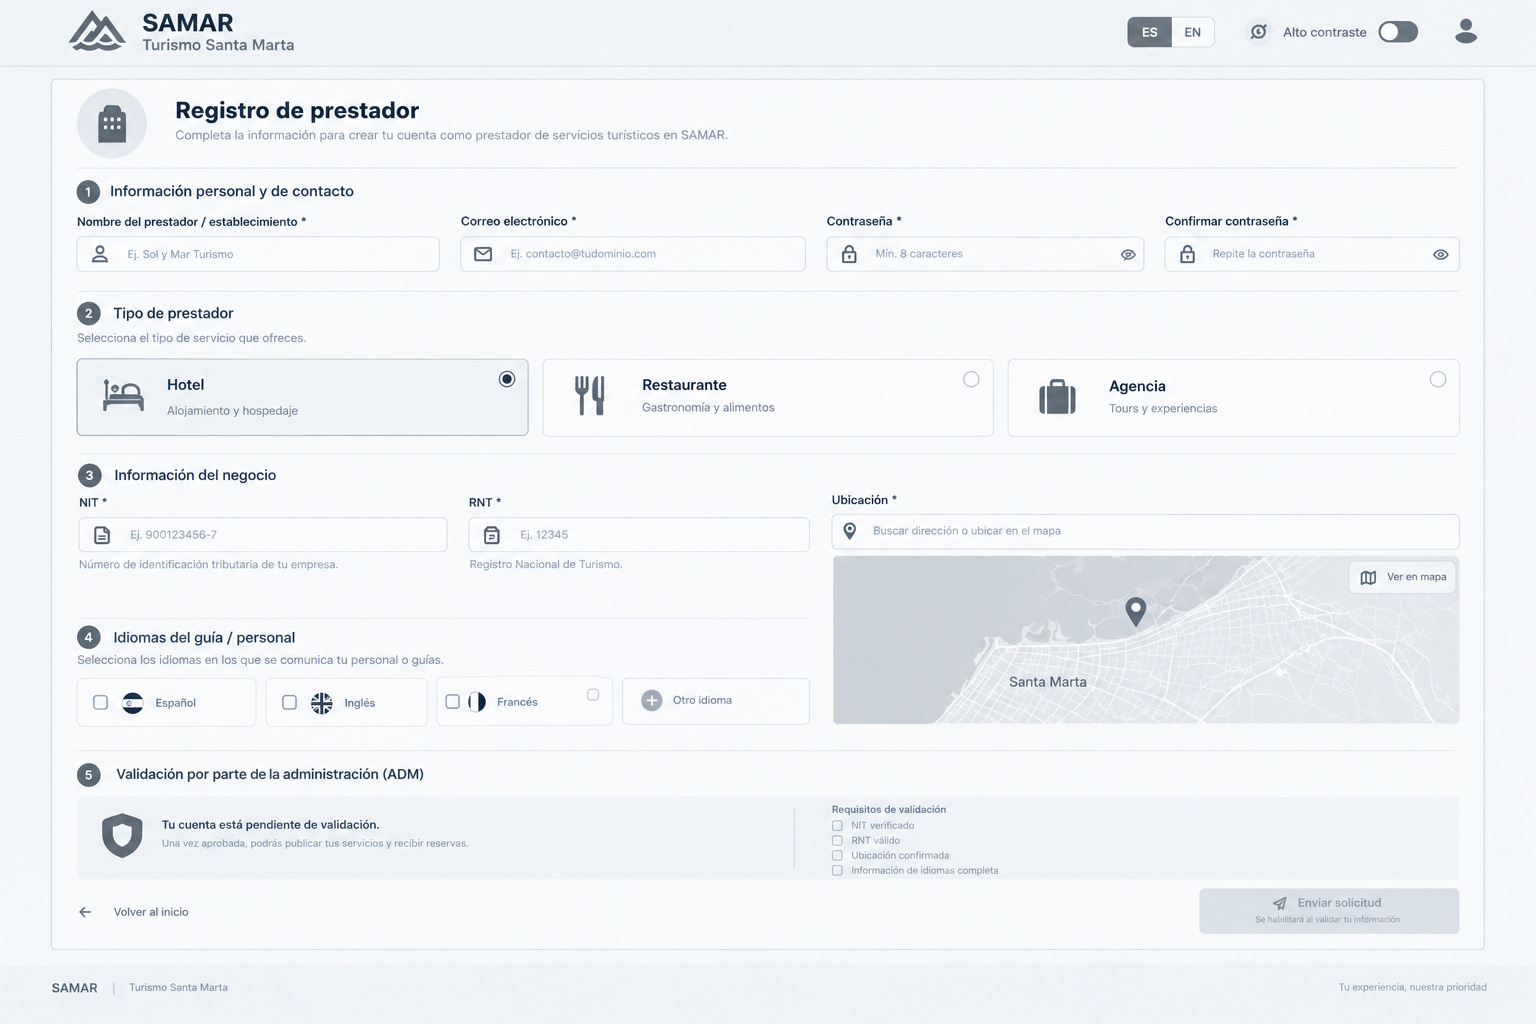 SAMAR
Turismo Santa Marta
ES
EN
Alto contraste
Registro de prestador
Completa la información para crear tu cuenta como prestador de servicios turísticos en SAMAR.
1 Información personal y de contacto
Nombre del prestador / establecimiento *
Ej. Sol y Mar Turismo
Correo electrónico *
Ej. contacto@tudominio.com
Contraseña *
Mín. 8 caracteres
Confirmar contraseña *
Repite la contraseña
2 Tipo de prestador
Selecciona el tipo de servicio que ofreces.
Hotel
Alojamiento y hospedaje
Restaurante
Gastronomía y alimentos
Agencia
Tours y experiencias
3 Información del negocio
NIT *
Ej. 900123456-7
Número de identificación tributaria de tu empresa.
RNT *
Ej. 12345
Registro Nacional de Turismo.
Ubicación *
Buscar dirección o ubicar en el mapa
Ver en mapa
Santa Marta
4 Idiomas del guía / personal
Selecciona los idiomas en los que se comunica tu personal o guías.
Español
Inglés
Francés
Otro idioma
5 Validación por parte de la administración (ADM)
Tu cuenta está pendiente de validación.
Una vez aprobada, podrás publicar tus servicios y recibir reservas.
Requisitos de validación
NIT verificado
RNT válido
Ubicación confirmada
Información de idiomas completa
Volver al inicio
Enviar solicitud
Se habilitará al validar tu información
SAMAR | Turismo Santa Marta
Tu experiencia, nuestra prioridad